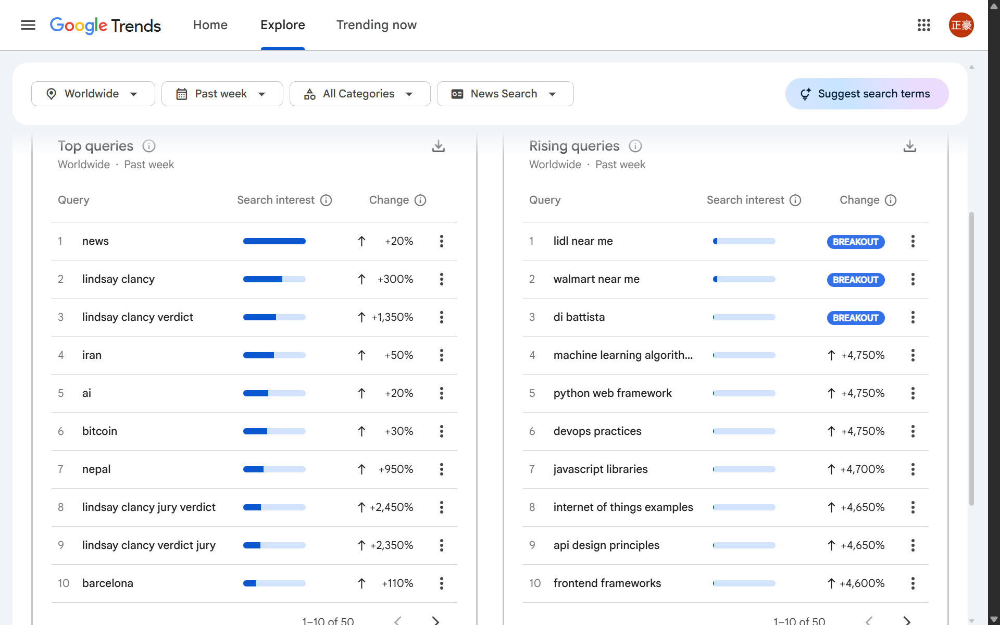 Google Trends Home Explore Trending now 正豪
Worldwide Past week All Categories GE News Search Suggest search terms
Top queries
Worldwide · Past week
Query Search interest Change
1 news +20%
2 lindsay clancy +300%
3 lindsay clancy verdict +1,350%
4 iran +50%
5 ai +20%
6 bitcoin +30%
7 nepal +950%
8 lindsay clancy jury verdict +2,450%
9 lindsay clancy verdict jury +2,350%
10 barcelona +110%
1–10 of 50
Rising queries
Worldwide · Past week
Query Search interest Change
1 lidl near me BREAKOUT
2 walmart near me BREAKOUT
3 di battista BREAKOUT
4 machine learning algorith... +4,750%
5 python web framework +4,750%
6 devops practices +4,750%
7 javascript libraries +4,700%
8 internet of things examples +4,650%
9 api design principles +4,650%
10 frontend frameworks +4,600%
1–10 of 50